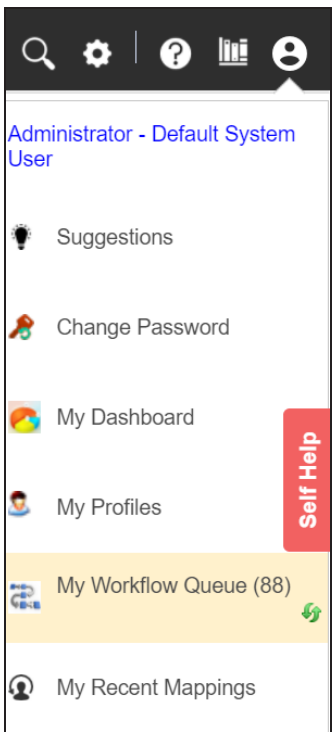 Administrator - Default System
User
Suggestions
Change Password
My Dashboard
Self Help
My Profiles
My Workflow Queue (88)
My Recent Mappings